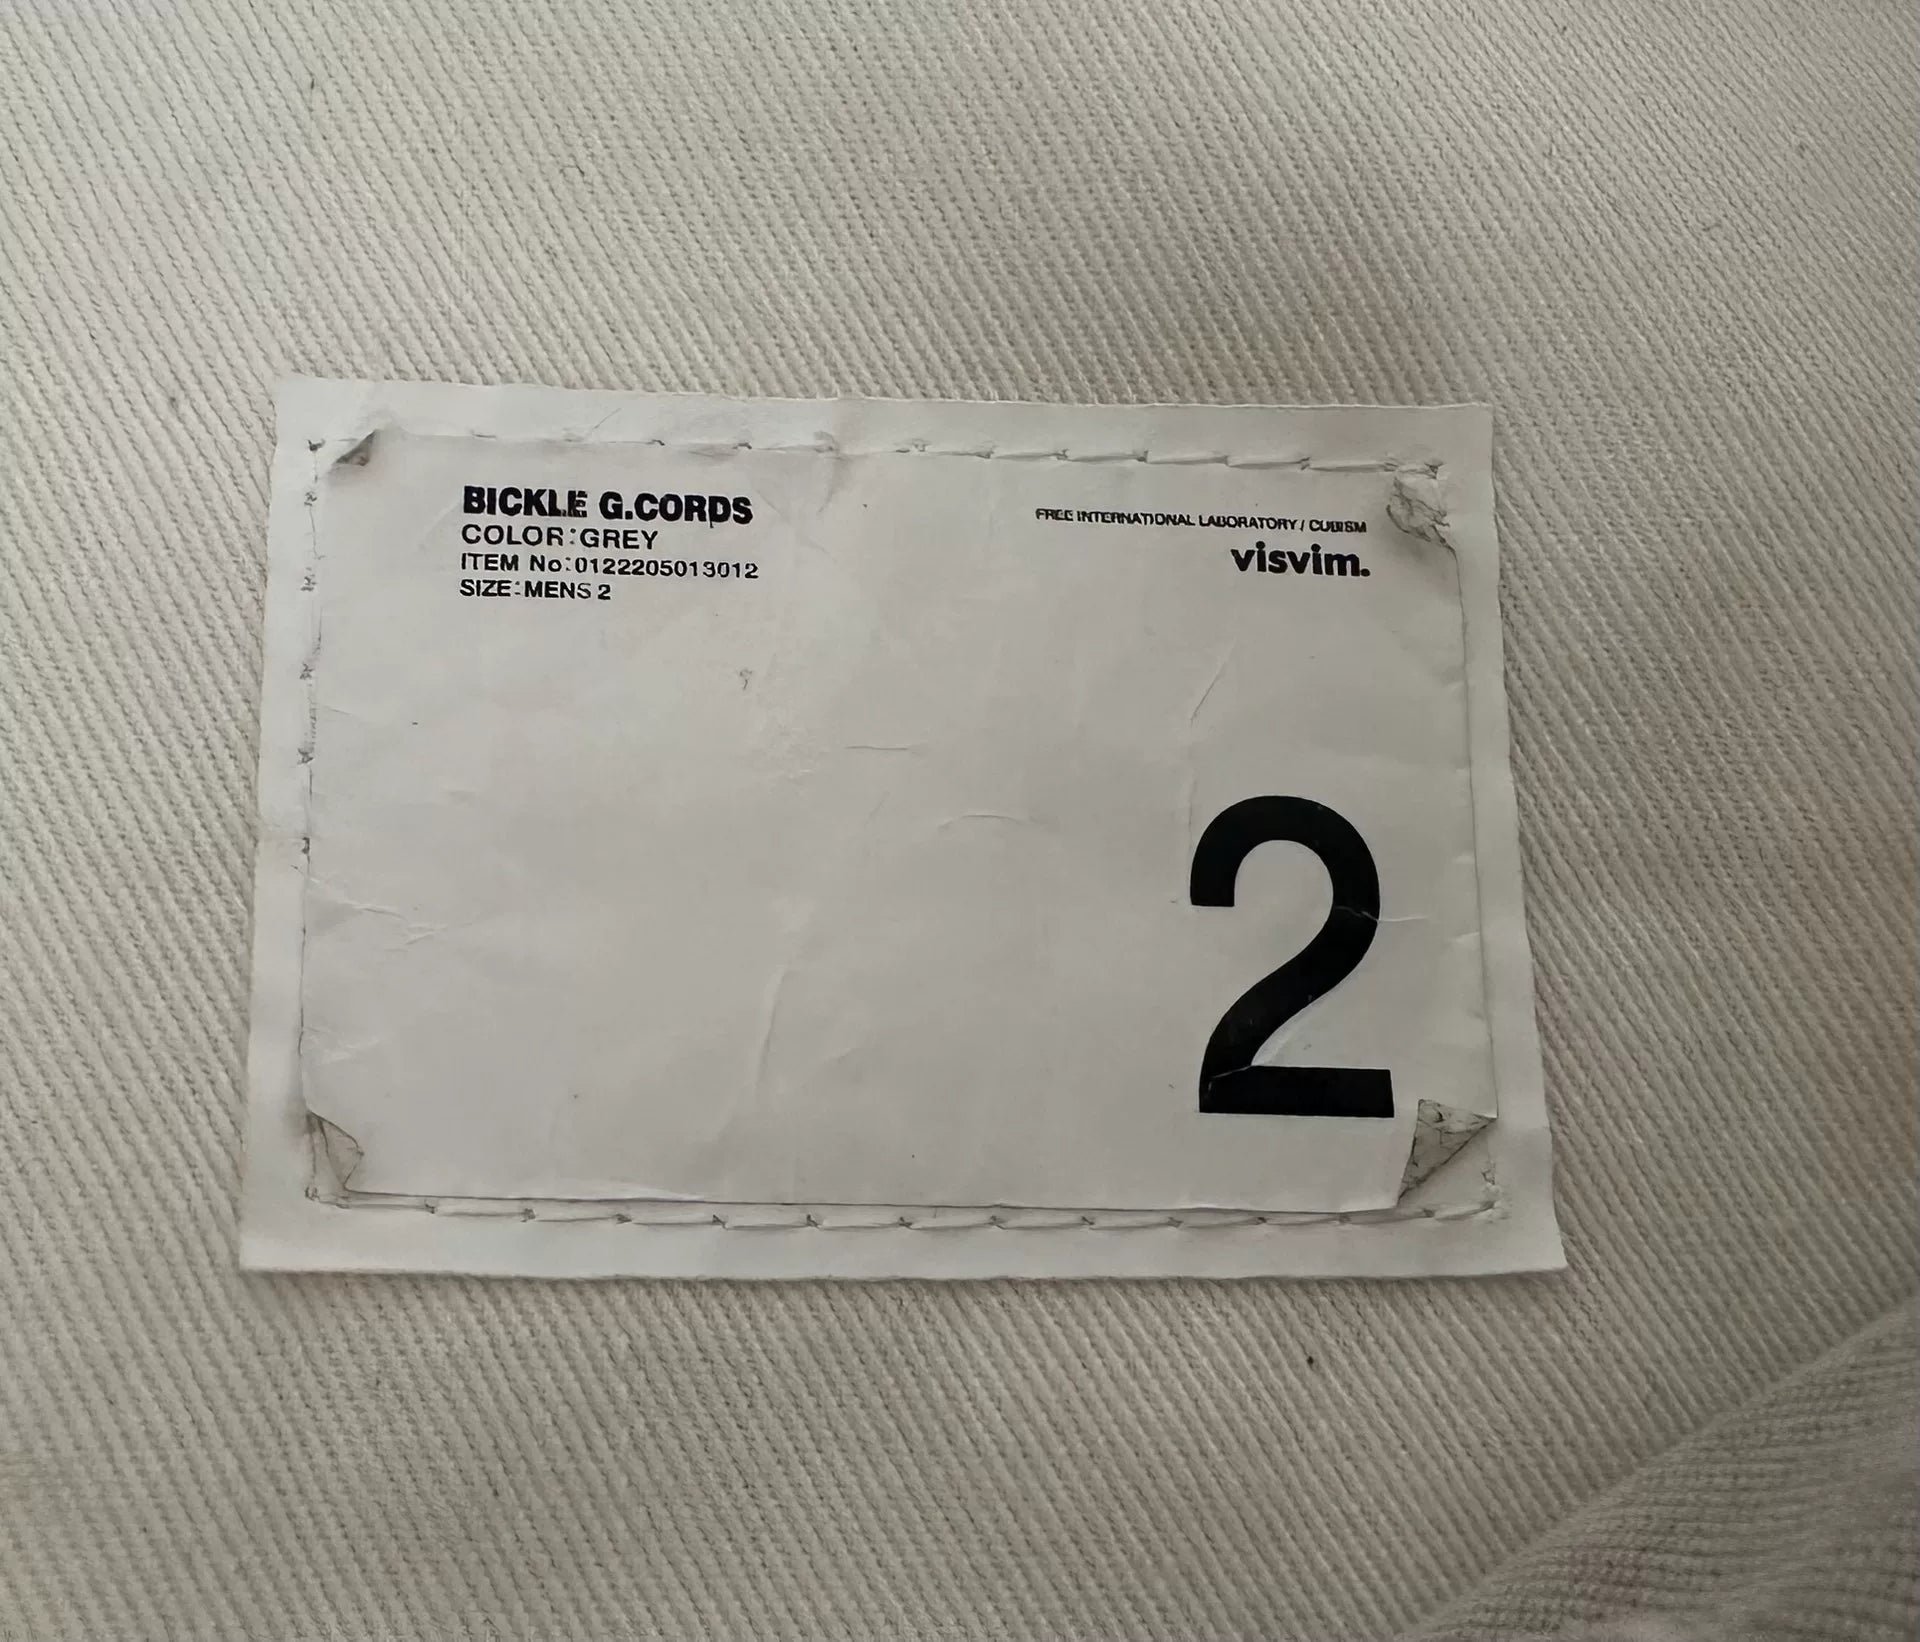 BICKLE G.CORDS
COLOR:GREY
ITEM No:0122205013012
SIZE:MENS 2
FREE INTERNATIONAL LABORATORY / CUBISM
visvim.
2